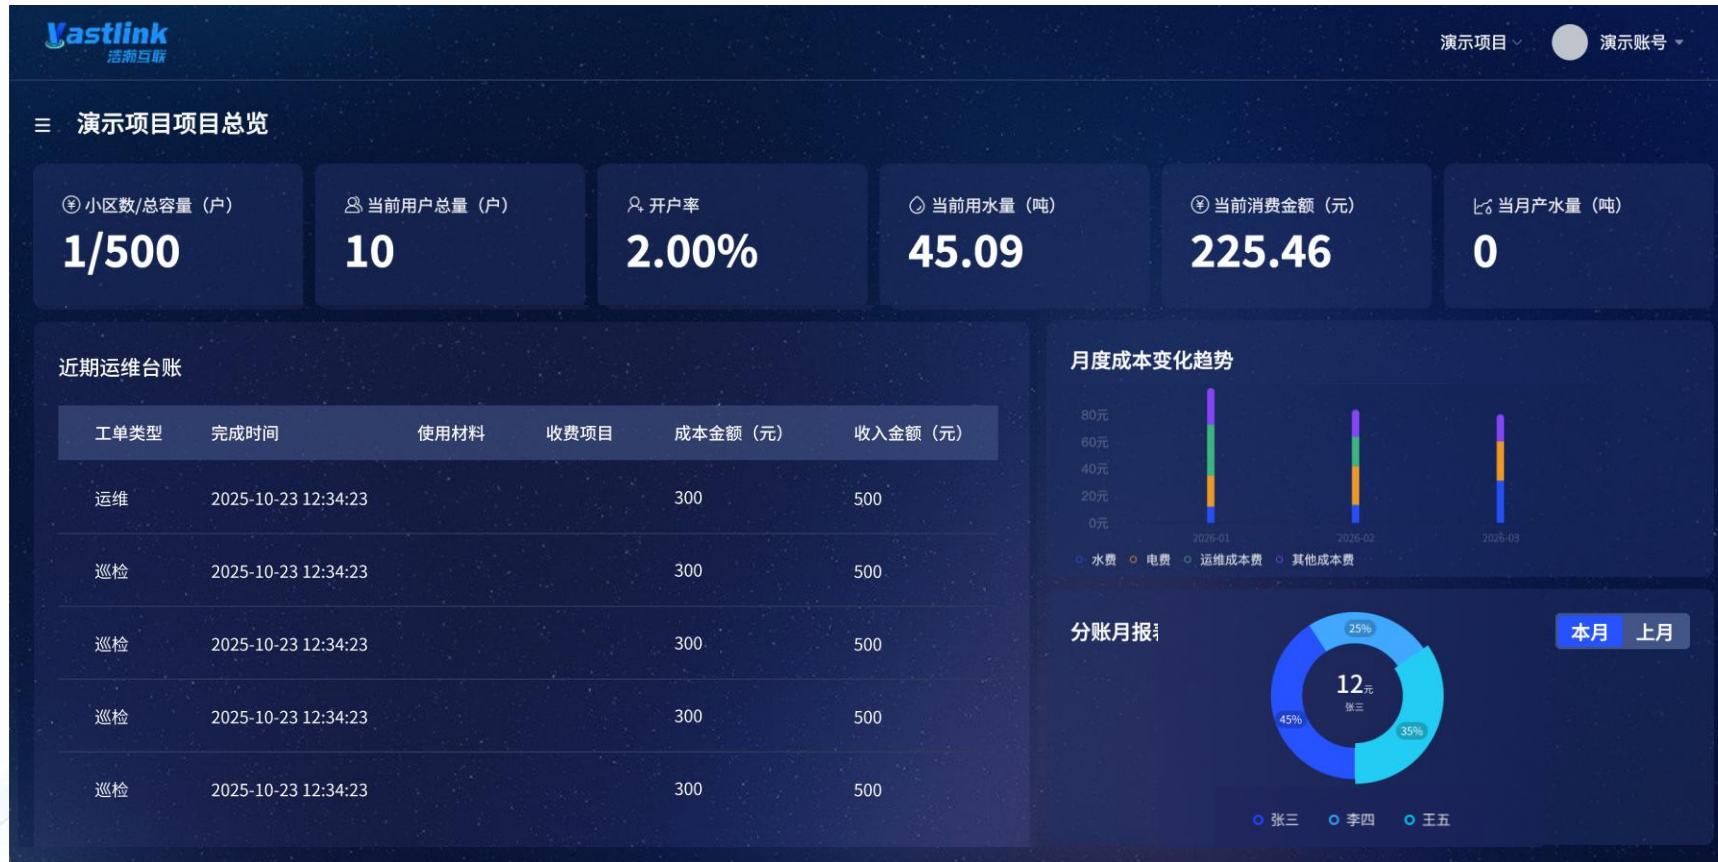 Vastlink
浩瀚互联
演示项目
演示账号
演示项目项目总览
小区数/总容量（户）
1/500
当前用户总量（户）
10
开户率
2.00%
当前用水量（吨）
45.09
当前消费金额（元）
225.46
当月产水量（吨）
0
近期运维台账
工单类型 完成时间 使用材料 收费项目 成本金额（元） 收入金额（元）
运维 2025-10-23 12:34:23 300 500
巡检 2025-10-23 12:34:23 300 500
巡检 2025-10-23 12:34:23 300 500
巡检 2025-10-23 12:34:23 300 500
巡检 2025-10-23 12:34:23 300 500
月度成本变化趋势
80元
60元
40元
20元
0元
2026-01 2026-02 2026-03
水费 电费 运维成本费 其他成本费
分账月报
本月 上月
25%
12元
张三
45%
35%
张三 李四 王五